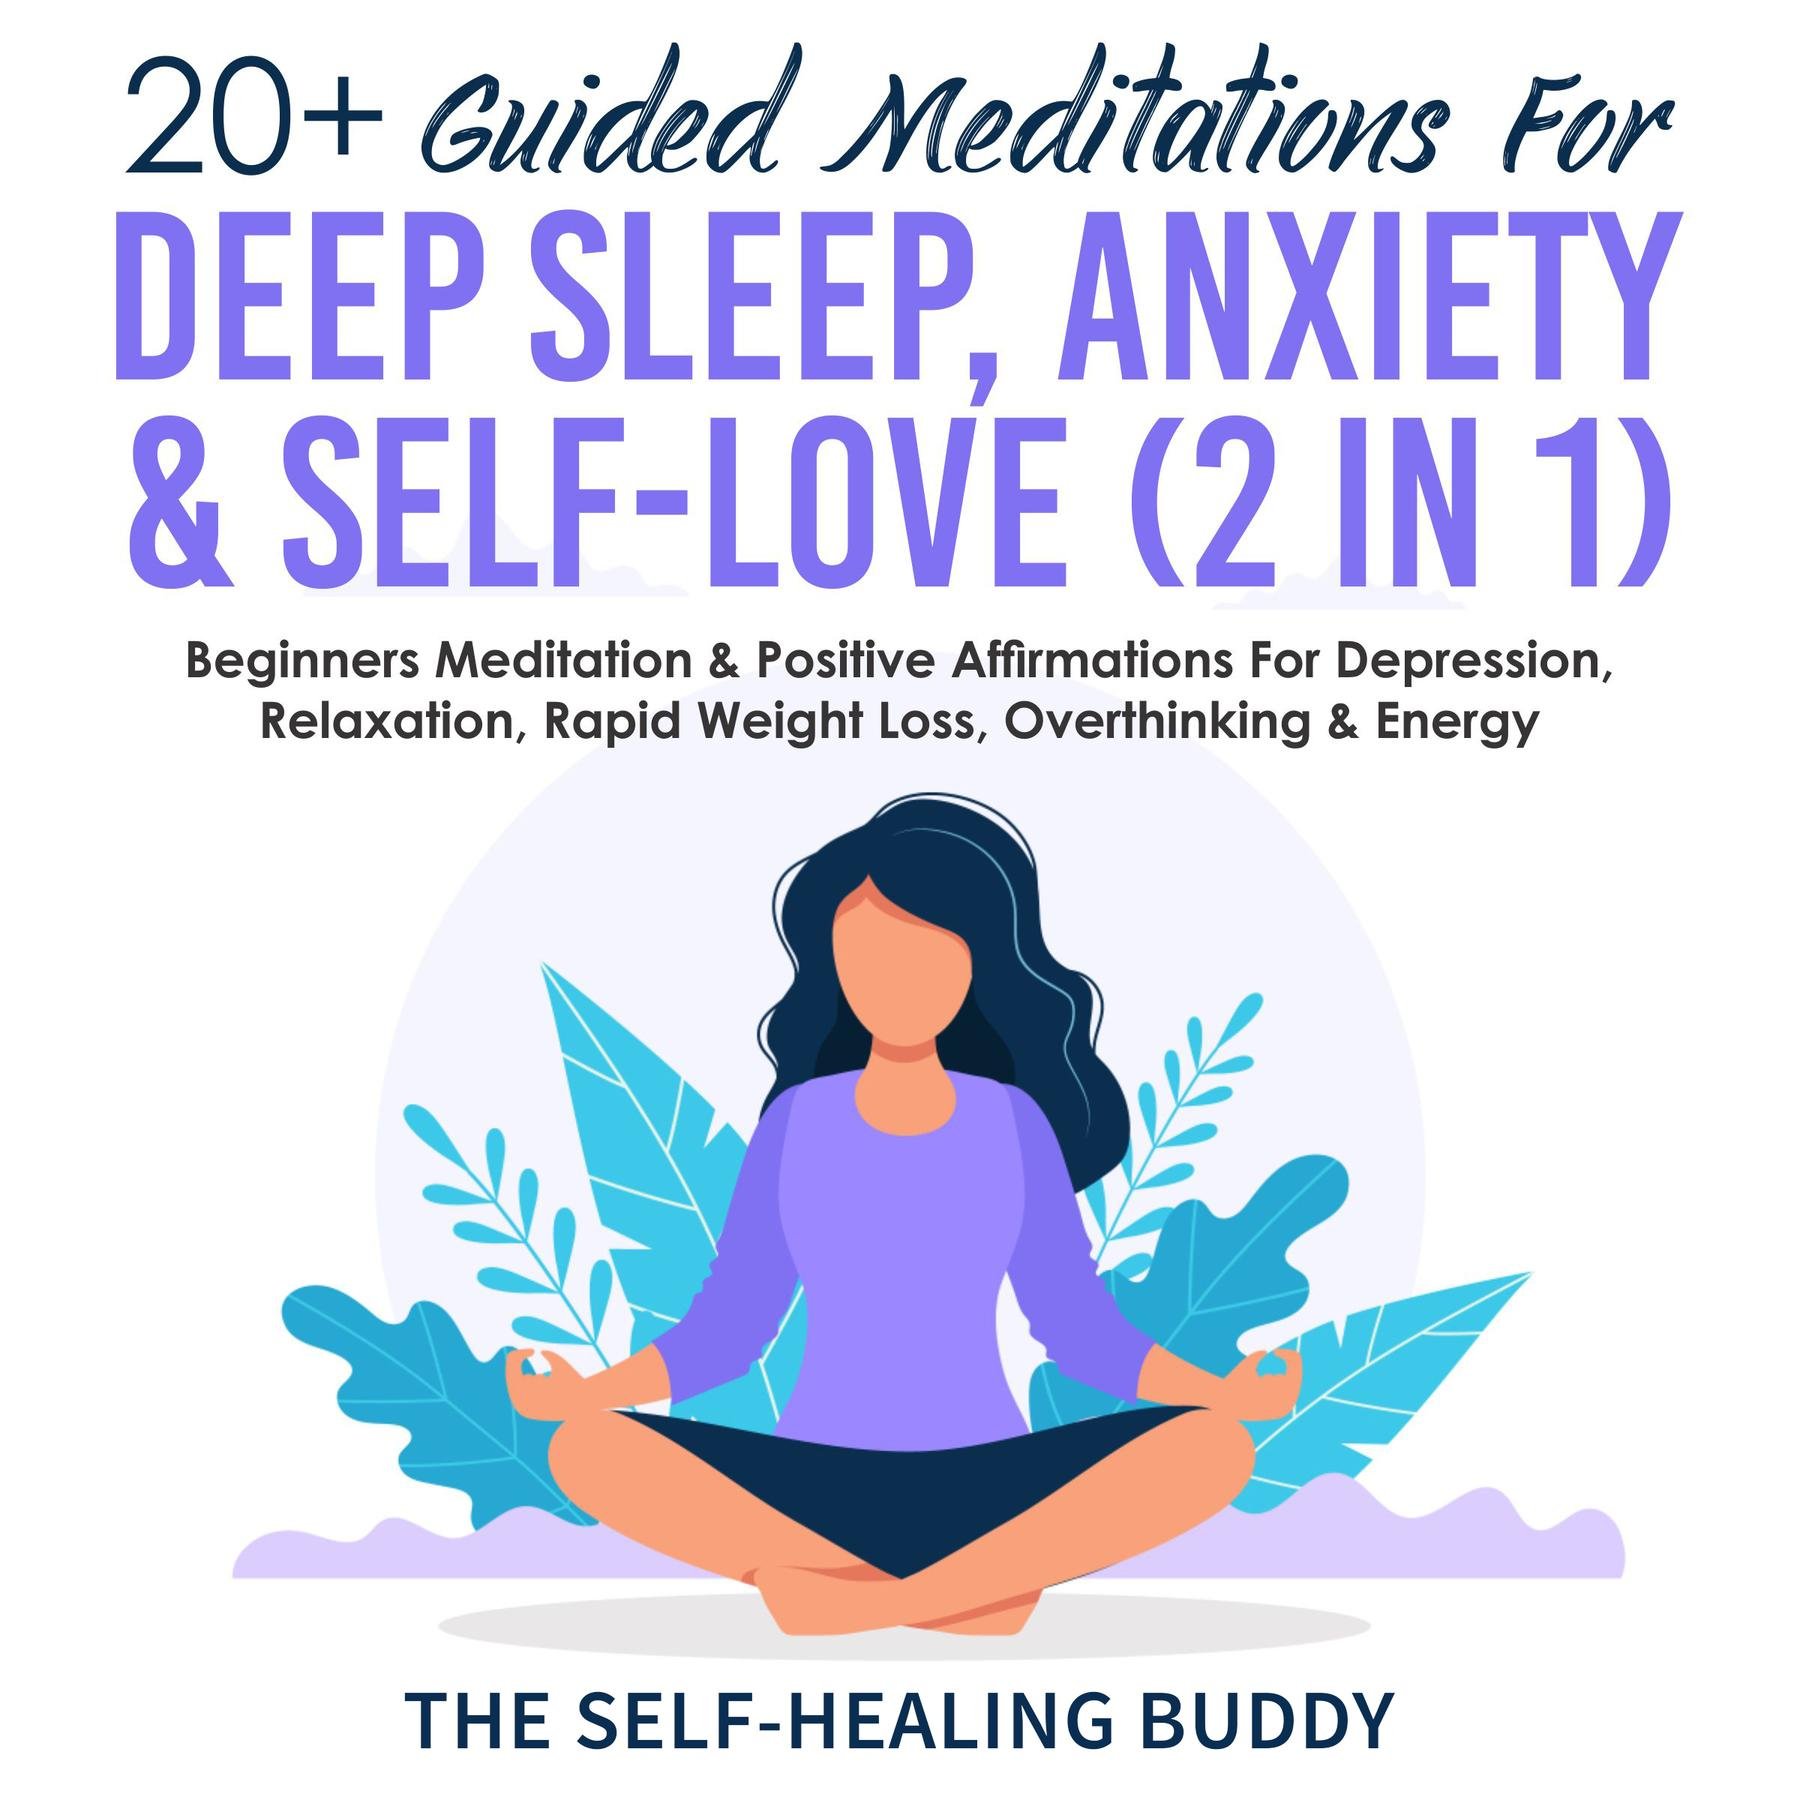 20+ Guided Meditations For
DEEP SLEEP, ANXIETY
& SELF-LOVE (2 IN 1)
Beginners Meditation & Positive Affirmations For Depression,
Relaxation, Rapid Weight Loss, Overthinking & Energy
THE SELF-HEALING BUDDY